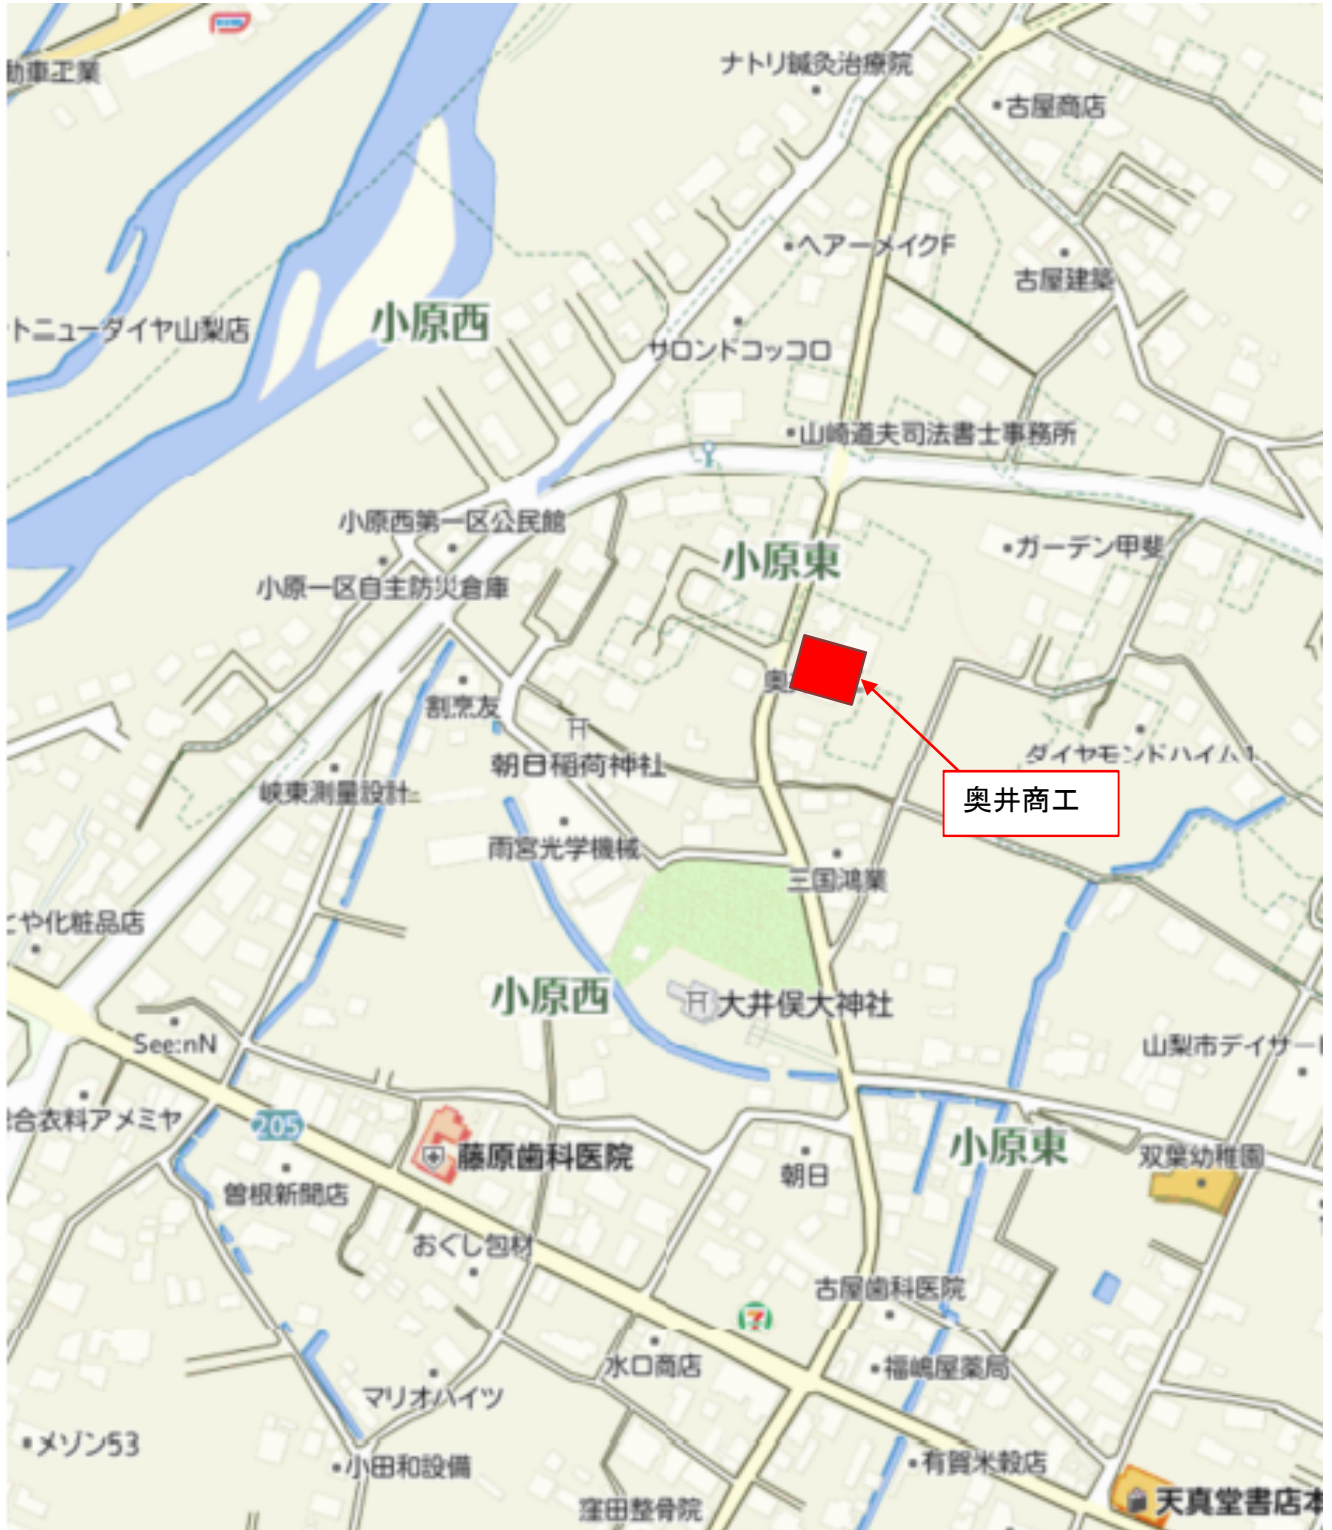 動車工業
ナトリ鍼灸治療院
古屋商店
ヘアーメイクF
古屋建築
小原西
トニューダイヤ山梨店
サロンドコッコロ
山崎道夫司法書士事務所
小原西第一区公民館
小原東
ガーデン甲斐
小原一区自主防災倉庫
奥
割烹友
朝日稲荷神社
ダイヤモンドハイム1
峡東測量設計
奥井商工
雨宮光学機械
三国鴻業
とや化粧品店
小原西
大井俣大神社
See:nN
山梨市デイサー
合衣料アメミヤ
205
藤原歯科医院
小原東
双葉幼稚園
朝日
曽根新聞店
おぐし包材
古屋歯科医院
7
水口商店
福嶋屋薬局
マリオハイツ
メゾン53
小田和設備
有賀米穀店
窪田整骨院
天真堂書店本